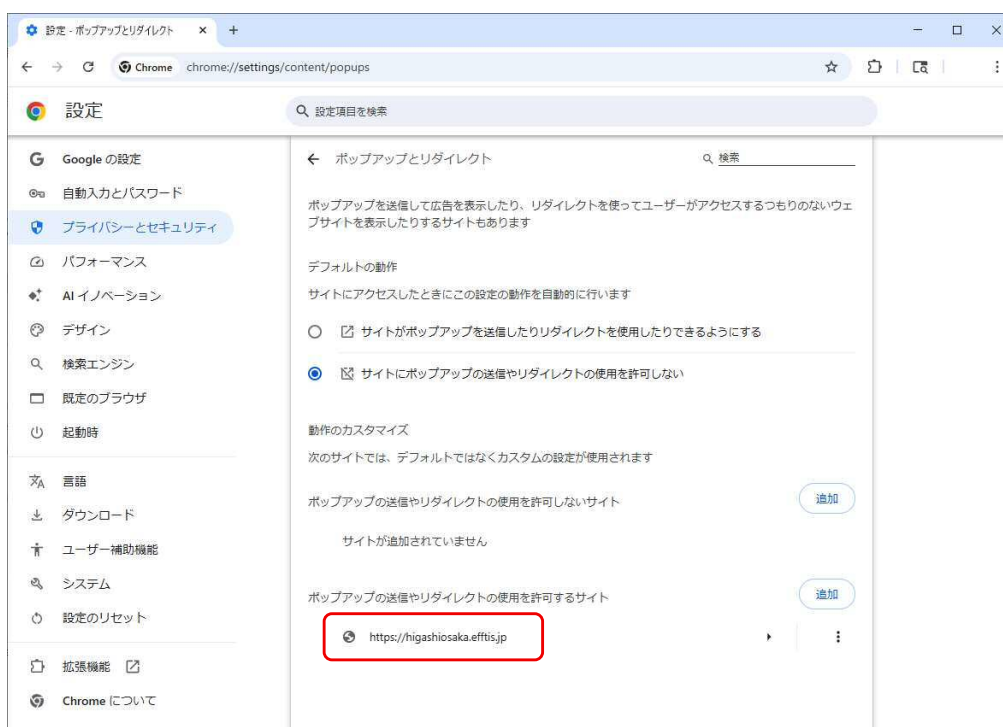 設定 - ポップアップとリダイレクト
Chrome
chrome://settings/content/popups
設定
設定項目を検索
Google の設定
自動入力とパスワード
プライバシーとセキュリティ
パフォーマンス
AI イノベーション
デザイン
検索エンジン
既定のブラウザ
起動時
言語
ダウンロード
ユーザー補助機能
システム
設定のリセット
拡張機能
Chrome について
ポップアップとリダイレクト
検索
ポップアップを送信して広告を表示したり、リダイレクトを使ってユーザーがアクセスするつもりのないウェ
ブサイトを表示したりするサイトもあります
デフォルトの動作
サイトにアクセスしたときにこの設定の動作を自動的に行います
サイトがポップアップを送信したりリダイレクトを使用したりできるようにする
サイトにポップアップの送信やリダイレクトの使用を許可しない
動作のカスタマイズ
次のサイトでは、デフォルトではなくカスタムの設定が使用されます
ポップアップの送信やリダイレクトの使用を許可しないサイト
追加
サイトが追加されていません
ポップアップの送信やリダイレクトの使用を許可するサイト
追加
https://higashiosaka.efftis.jp